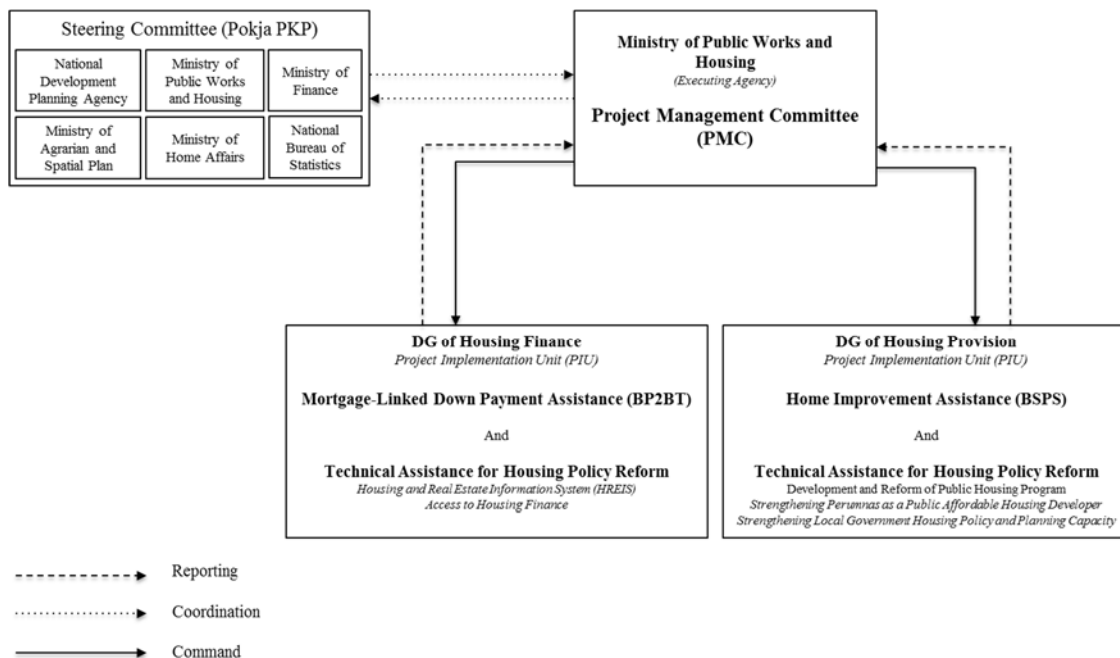 Steering Committee (Pokja PKP)
National
Development
Planning Agency
Ministry of
Public Works
and Housing
Ministry of
Finance
Ministry of
Agrarian and
Spatial Plan
Ministry of
Home Affairs
National
Bureau of
Statistics
Ministry of Public Works and
Housing
(Executing Agency)
Project Management Committee
(PMC)
DG of Housing Finance
Project Implementation Unit (PIU)
Mortgage-Linked Down Payment Assistance (BP2BT)
And
Technical Assistance for Housing Policy Reform
Housing and Real Estate Information System (HREIS)
Access to Housing Finance
DG of Housing Provision
Project Implementation Unit (PIU)
Home Improvement Assistance (BSPS)
And
Technical Assistance for Housing Policy Reform
Development and Reform of Public Housing Program
Strengthening Perumnas as a Public Affordable Housing Developer
Strengthening Local Government Housing Policy and Planning Capacity
Reporting
Coordination
Command